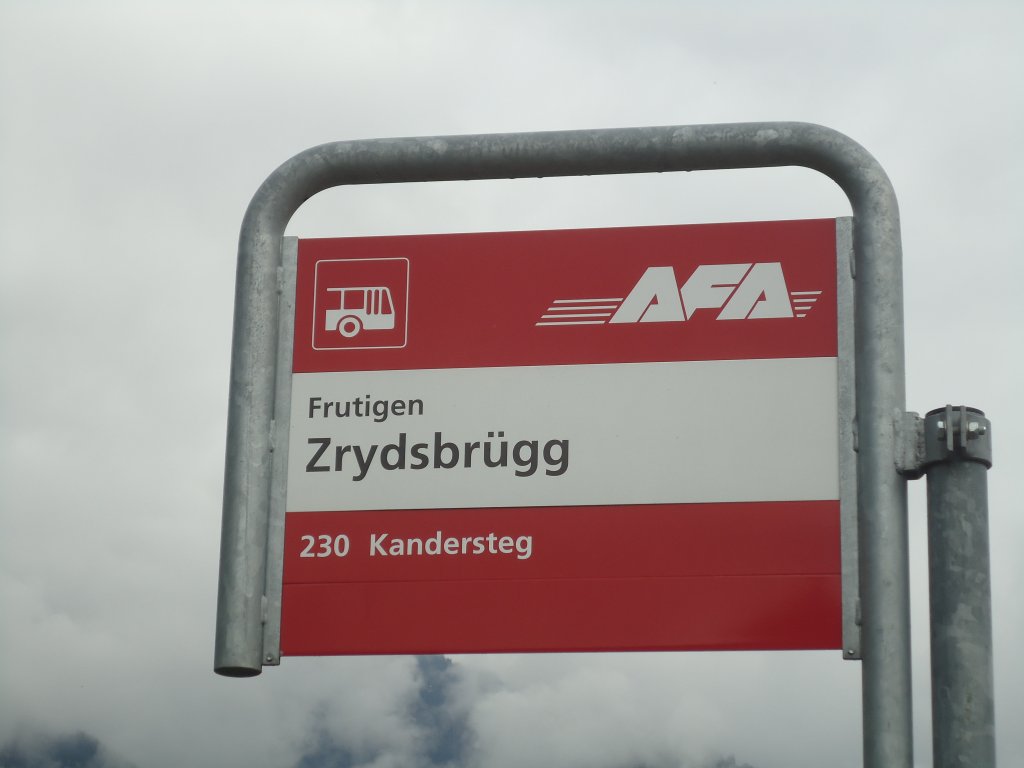 AFA
Frutigen
Zrydsbrügg
230 Kandersteg